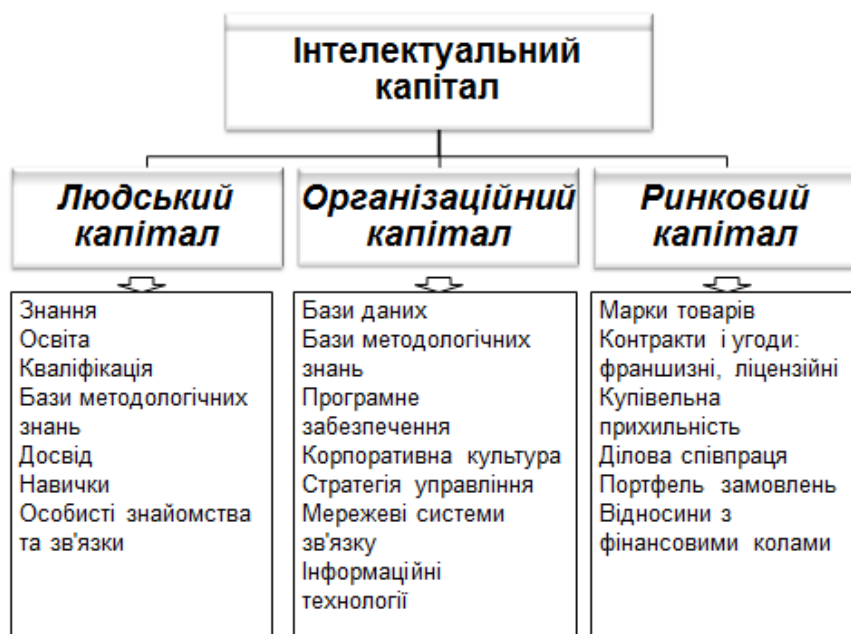 Інтелектуальний
капітал
Людський
капітал
Організаційний
капітал
Ринковий
капітал
Знання
Освіта
Кваліфікація
Бази методологічних
знань
Досвід
Навички
Особисті знайомства
та зв'язки
Бази даних
Бази методологічних
знань
Програмне
забезпечення
Корпоративна культура
Стратегія управління
Мережеві системи
зв'язку
Інформаційні
технології
Марки товарів
Контракти і угоди:
франшизні, ліцензійні
Купівельна
прихильність
Ділова співпраця
Портфель замовлень
Відносини з
фінансовими колами